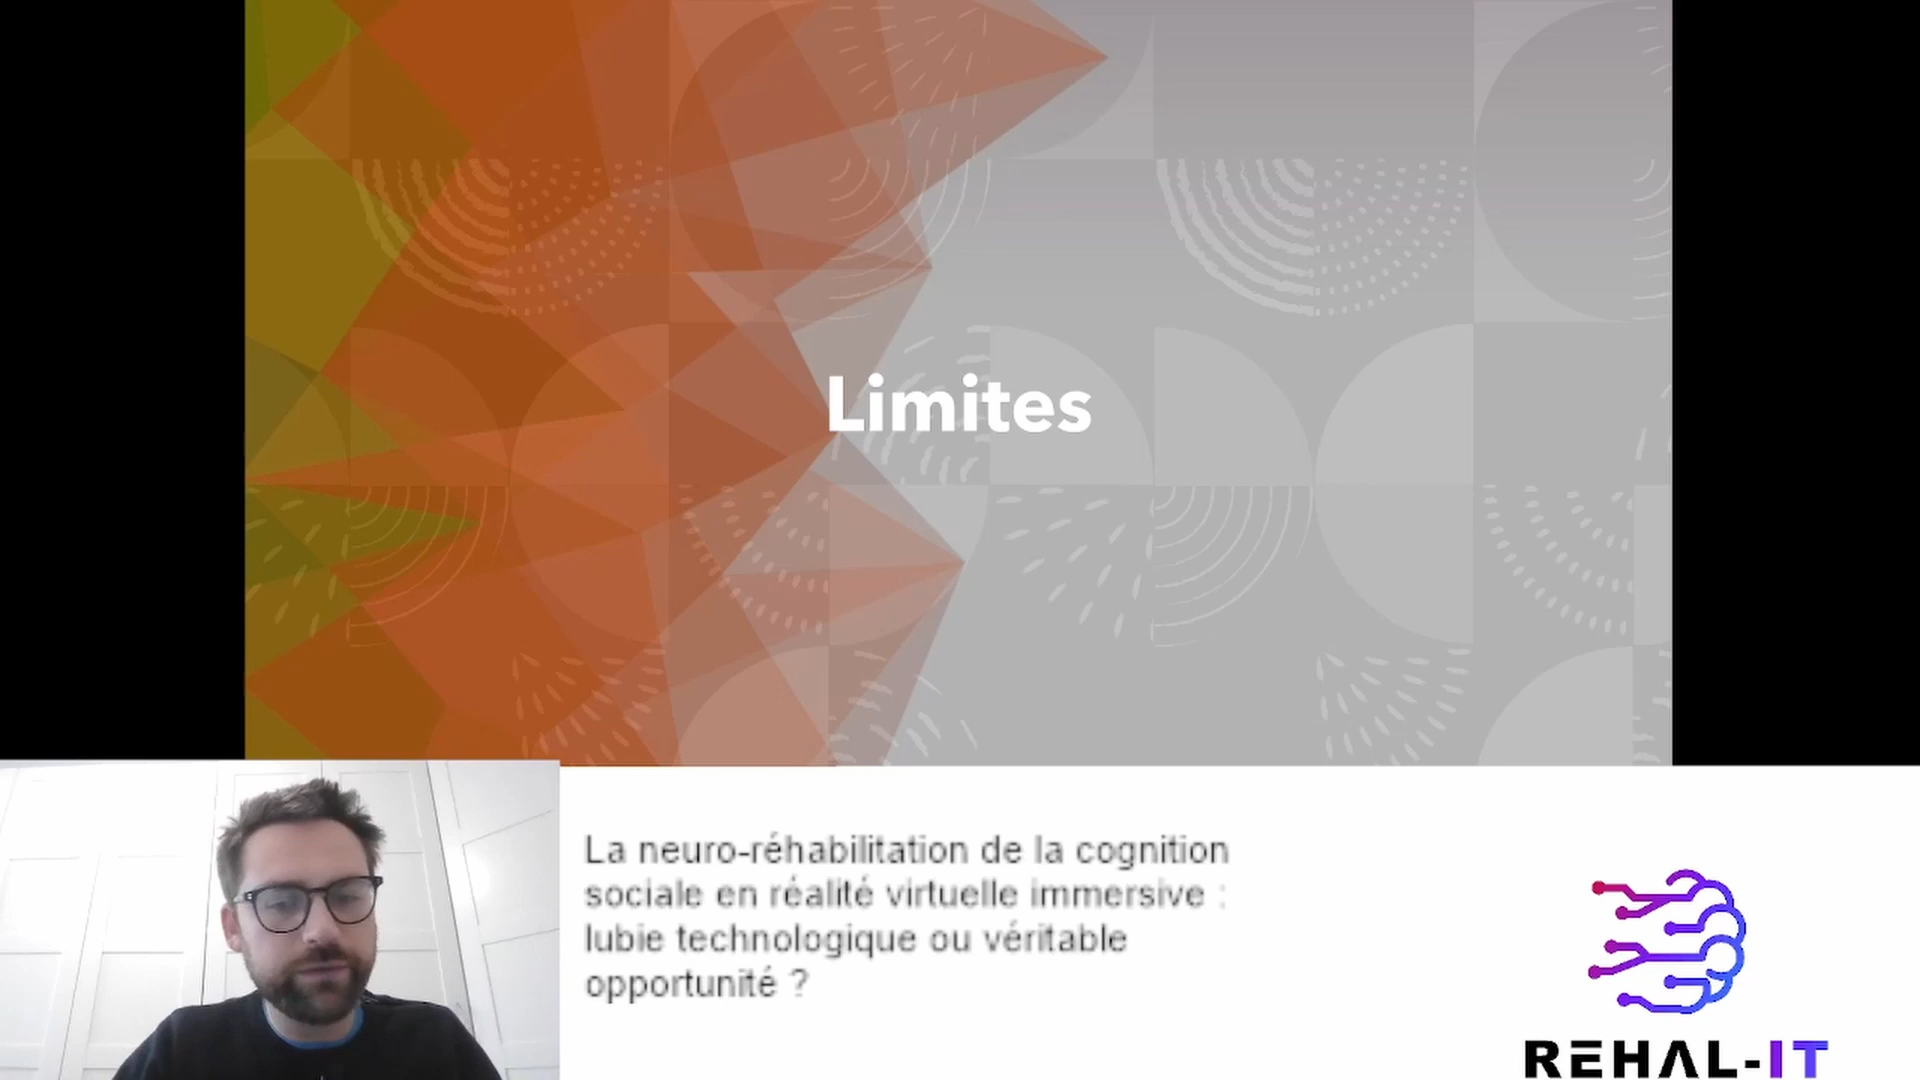 Limites
La neuro-réhabilitation de la cognition
sociale en réalité virtuelle immersive :
lubie technologique ou véritable
opportunité ?
REHAL-IT